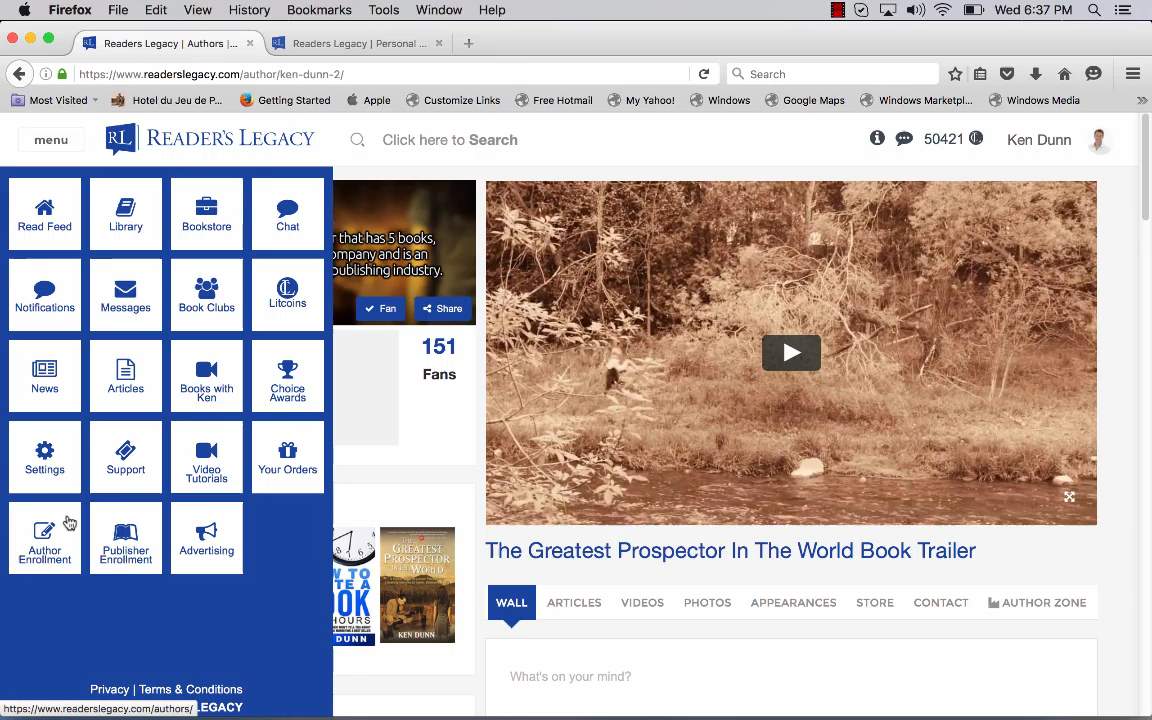 Firefox File Edit View History Bookmarks Tools Window Help Wed 6:37 PM
Readers Legacy | Authors |... Readers Legacy | Personal ...
https://www.readerslegacy.com/author/ken-dunn-2/ Search
Most Visited Hotel du Jeu de P... Getting Started Apple Customize Links Free Hotmail My Yahoo! Windows Google Maps Windows Marketpl... Windows Media
menu RL READER'S LEGACY Click here to Search 50421 Ken Dunn
Read Feed Library Bookstore Chat
Notifications Messages Book Clubs Litcoins
News Articles Books with Ken Choice Awards
Settings Support Video Tutorials Your Orders
Author Enrollment Publisher Enrollment Advertising
Privacy | Terms & Conditions
LEGACY
https://www.readerslegacy.com/authors/
r that has 5 books,
ompany and is an
publishing industry.
Fan Share
151
Fans
TO
TE A
OK
HOURS
DUNN
THE
GREATEST
PROSPECTOR
IN THE WORLD
KEN DUNN
The Greatest Prospector In The World Book Trailer
WALL ARTICLES VIDEOS PHOTOS APPEARANCES STORE CONTACT AUTHOR ZONE
What's on your mind?